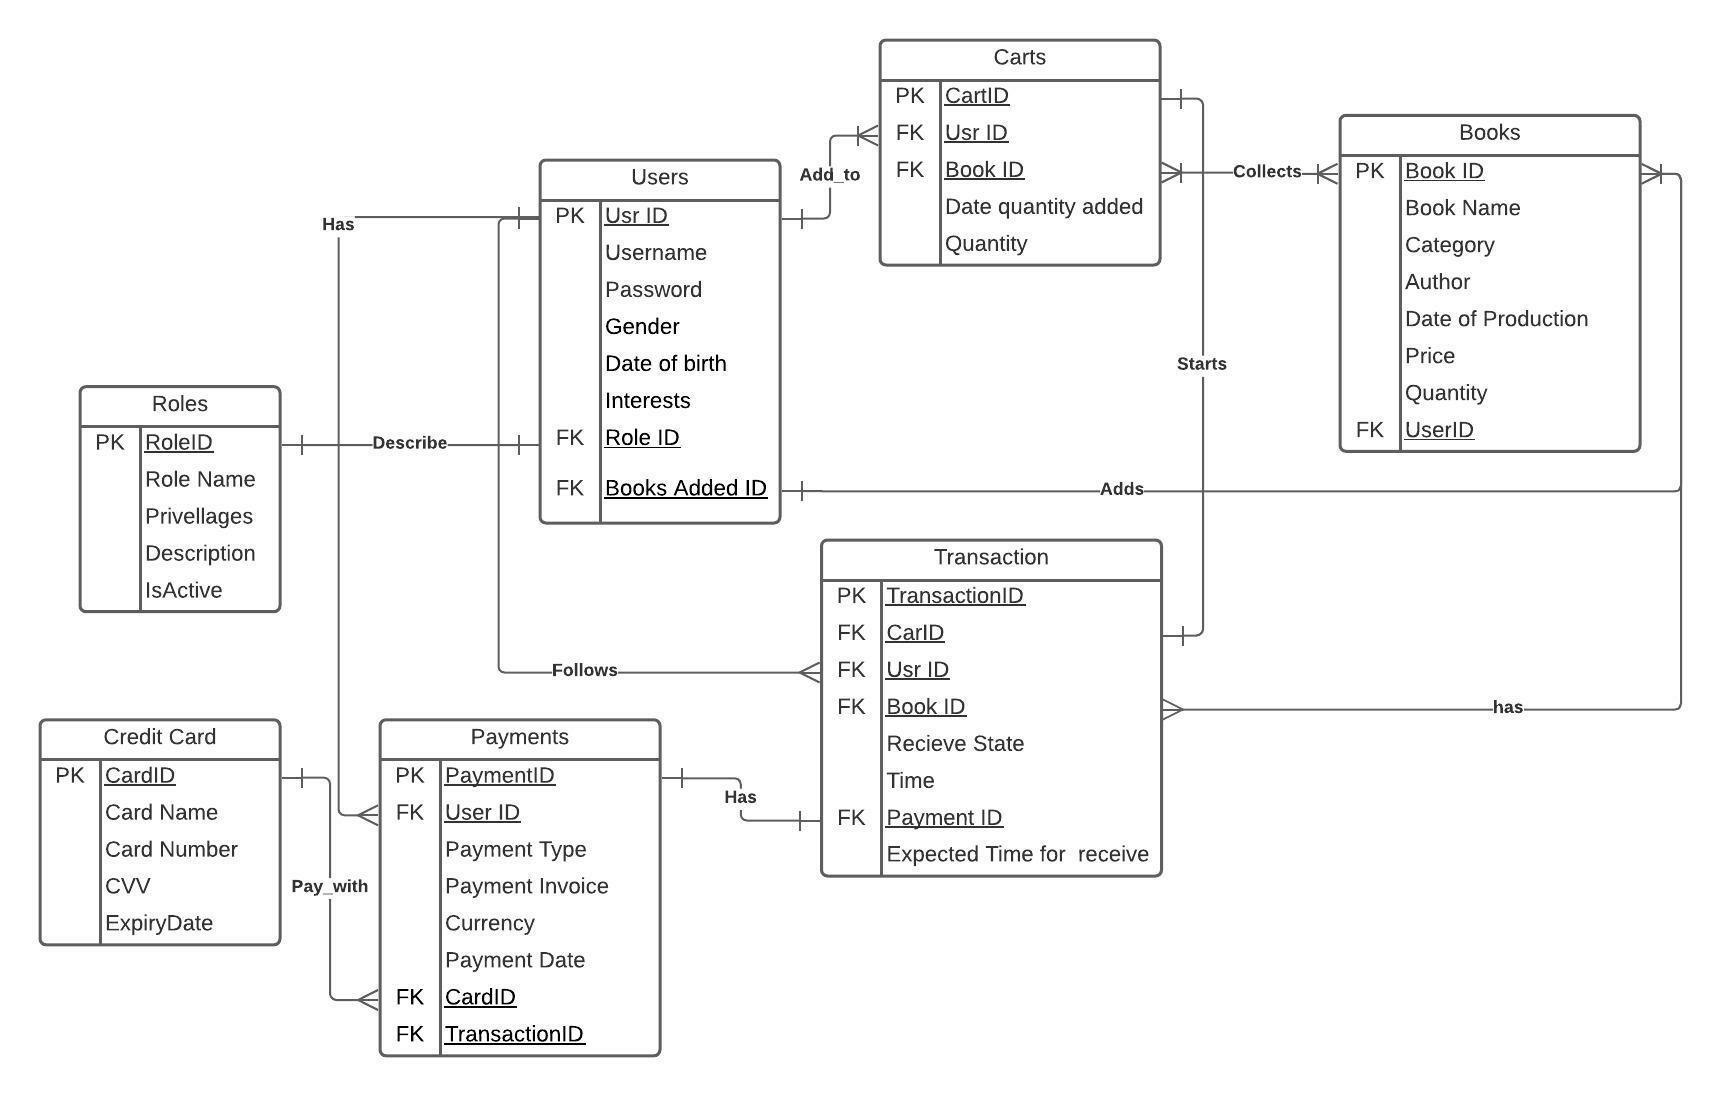 Carts
PK CartID
FK Usr ID
FK Book ID
Date quantity added
Quantity
Books
PK Book ID
Book Name
Category
Author
Date of Production
Price
Quantity
FK UserID
Users
PK Usr ID
Username
Password
Gender
Date of birth
Interests
FK Role ID
FK Books Added ID
Add_to
Collects
Has
Starts
Roles
PK RoleID
Role Name
Privellages
Description
IsActive
Describe
Adds
Transaction
PK TransactionID
FK CarID
FK Usr ID
FK Book ID
Recieve State
Time
FK Payment ID
Expected Time for  receive
Follows
has
Credit Card
PK CardID
Card Name
Card Number
CVV
ExpiryDate
Pay_with
Payments
PK PaymentID
FK User ID
Payment Type
Payment Invoice
Currency
Payment Date
FK CardID
FK TransactionID
Has